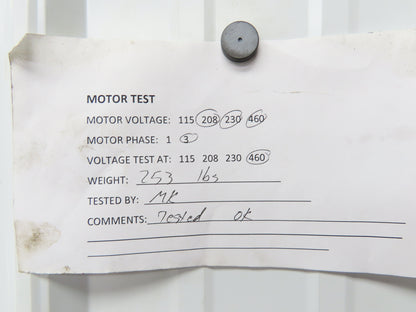 MOTOR TEST
MOTOR VOLTAGE: 115 208 230 460
MOTOR PHASE: 1 3
VOLTAGE TEST AT: 115 208 230 460
WEIGHT: 253 lbs
TESTED BY: MK
COMMENTS: Tested OK